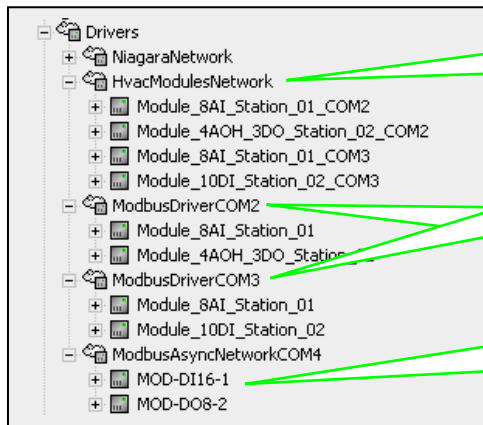 Drivers
NiagaraNetwork
HvacModulesNetwork
Module_8AI_Station_01_COM2
Module_4AOH_3DO_Station_02_COM2
Module_8AI_Station_01_COM3
Module_10DI_Station_02_COM3
ModbusDriverCOM2
Module_8AI_Station_01
Module_4AOH_3DO_Station_02
ModbusDriverCOM3
Module_8AI_Station_01
Module_10DI_Station_02
ModbusAsyncNetworkCOM4
MOD-DI16-1
MOD-DO8-2